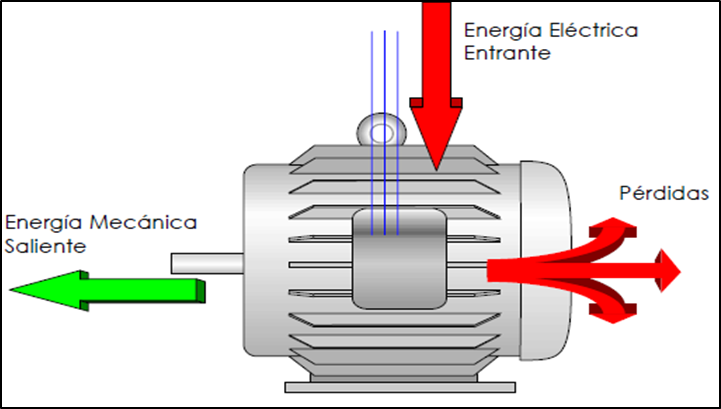 Energía Eléctrica
Entrante
Pérdidas
Energía Mecánica
Saliente